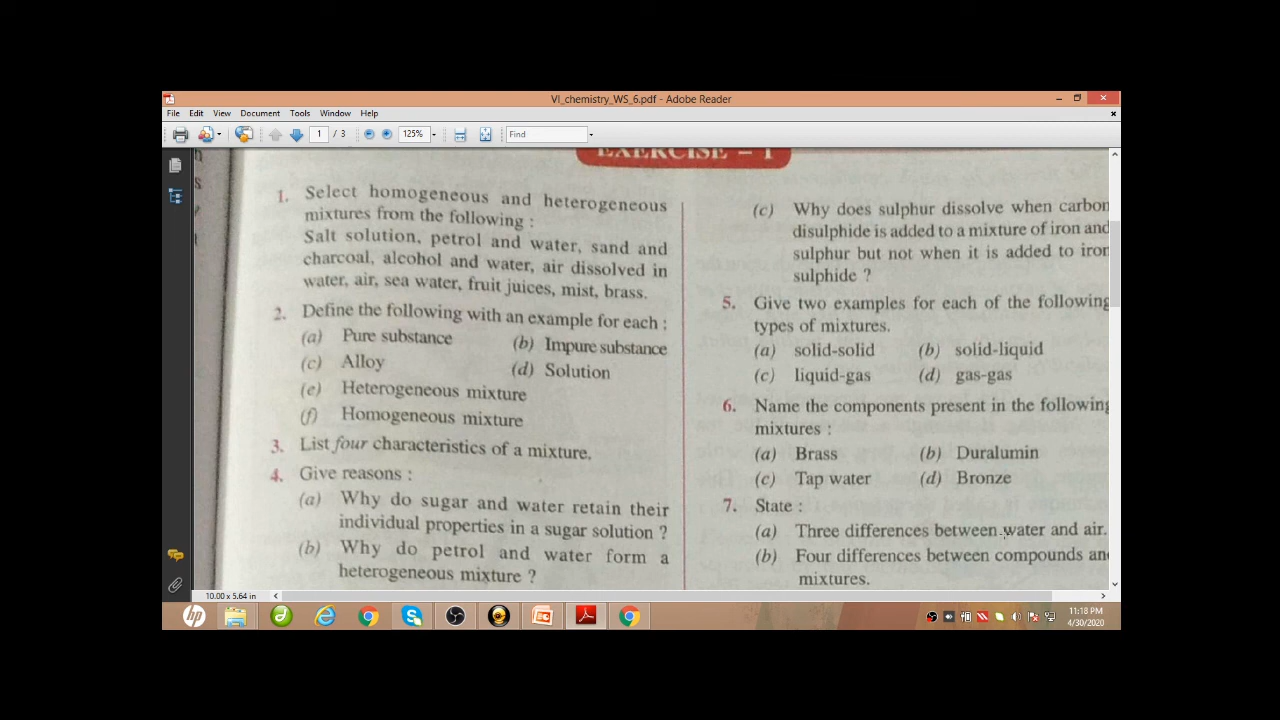 VI_chemistry_WS_6.pdf - Adobe Reader
File Edit View Document Tools Window Help
1 / 3 125% Find
EXERCISE – 1
1. Select homogeneous and heterogeneous
mixtures from the following :
Salt solution, petrol and water, sand and
charcoal, alcohol and water, air dissolved in
water, air, sea water, fruit juices, mist, brass.
2. Define the following with an example for each :
(a) Pure substance (b) Impure substance
(c) Alloy (d) Solution
(e) Heterogeneous mixture
(f) Homogeneous mixture
3. List four characteristics of a mixture.
4. Give reasons :
(a) Why do sugar and water retain their
individual properties in a sugar solution ?
(b) Why do petrol and water form a
heterogeneous mixture ?
(c) Why does sulphur dissolve when carbon
disulphide is added to a mixture of iron and
sulphur but not when it is added to iron
sulphide ?
5. Give two examples for each of the following
types of mixtures.
(a) solid-solid (b) solid-liquid
(c) liquid-gas (d) gas-gas
6. Name the components present in the following
mixtures :
(a) Brass (b) Duralumin
(c) Tap water (d) Bronze
7. State :
(a) Three differences between water and air.
(b) Four differences between compounds an
mixtures.
10.00 x 5.64 in
hp
11:18 PM
4/30/2020